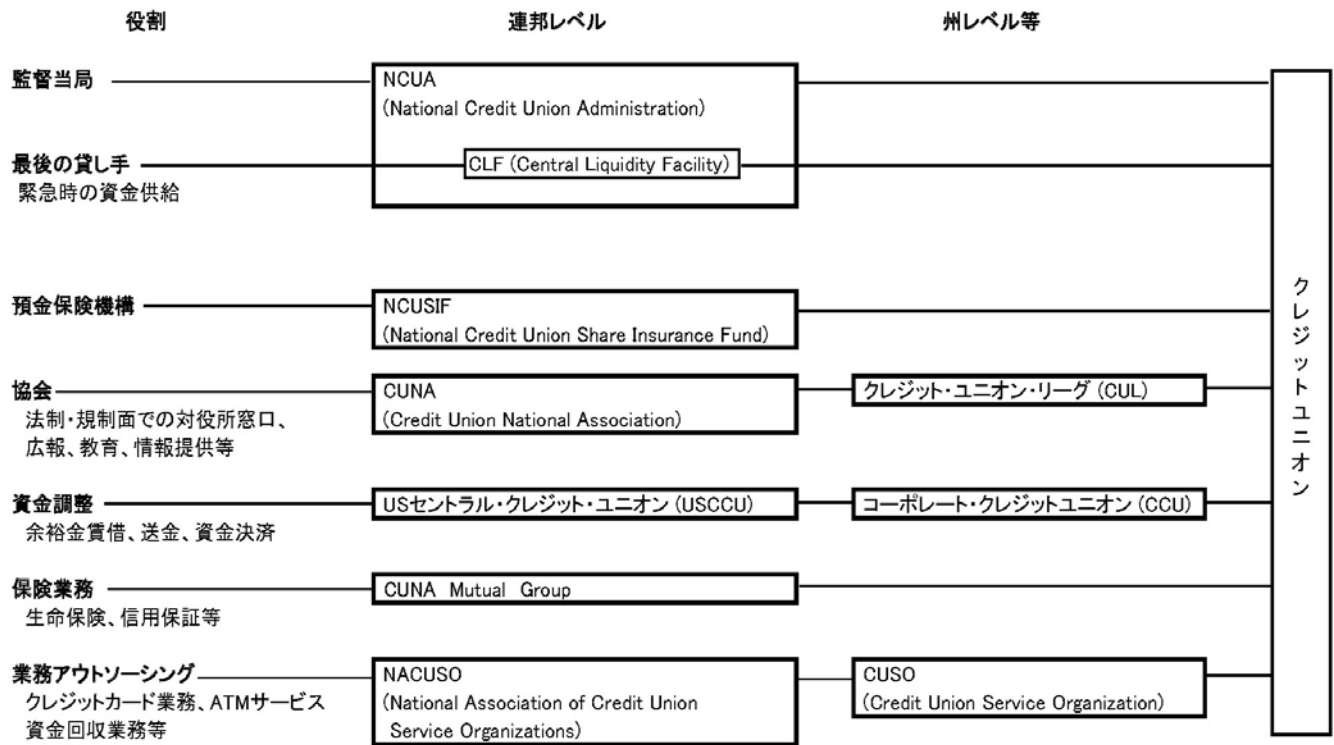 役割 連邦レベル 州レベル等
監督当局 NCUA
(National Credit Union Administration)
最後の貸し手 CLF (Central Liquidity Facility)
緊急時の資金供給
預金保険機構 NCUSIF
(National Credit Union Share Insurance Fund)
協会 CUNA クレジット・ユニオン・リーグ (CUL)
法制・規制面での対役所窓口、 (Credit Union National Association)
広報、教育、情報提供等
資金調整 USセントラル・クレジット・ユニオン (USCCU) コーポレート・クレジットユニオン (CCU)
余裕金賃借、送金、資金決済
保険業務 CUNA Mutual Group
生命保険、信用保証等
業務アウトソーシング NACUSO CUSO
クレジットカード業務、ATMサービス (National Association of Credit Union (Credit Union Service Organization)
資金回収業務等 Service Organizations)
クレジットユニオン